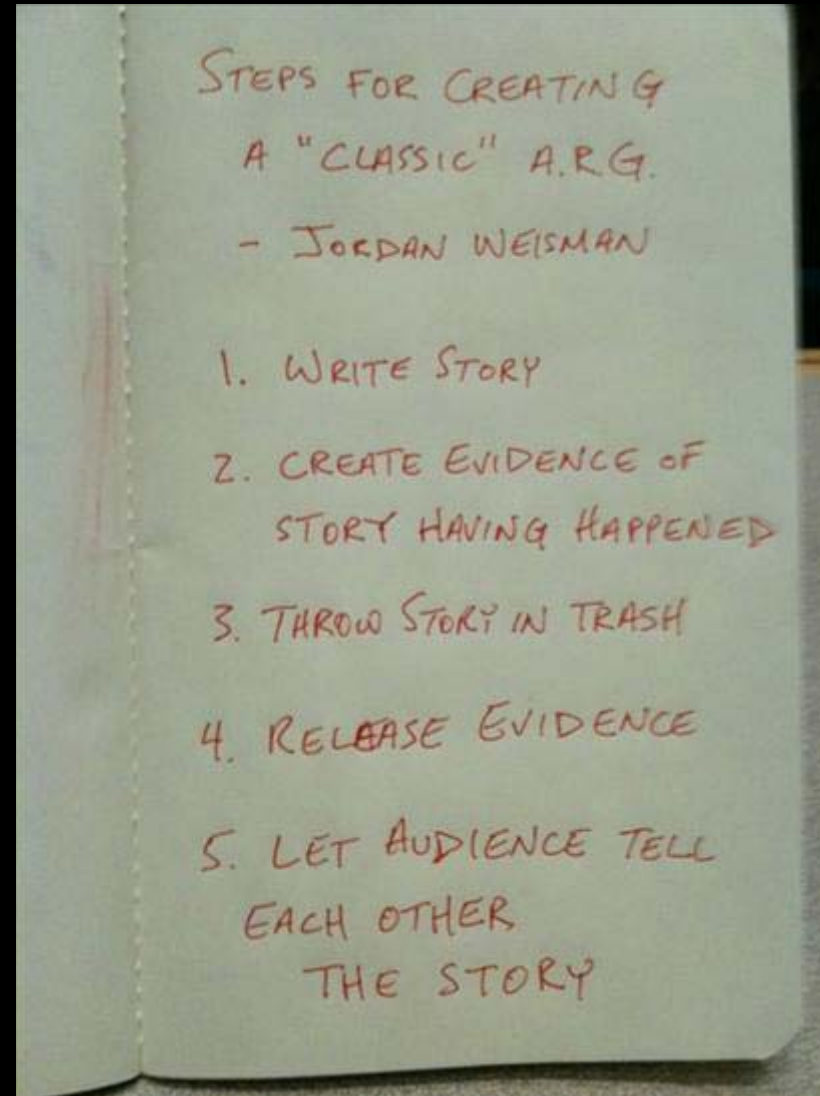 STEPS FOR CREATING
A "CLASSIC" A.R.G.
- JORDAN WEISMAN
1. WRITE STORY
2. CREATE EVIDENCE OF
STORY HAVING HAPPENED
3. THROW STORY IN TRASH
4. RELEASE EVIDENCE
5. LET AUDIENCE TELL
EACH OTHER
THE STORY